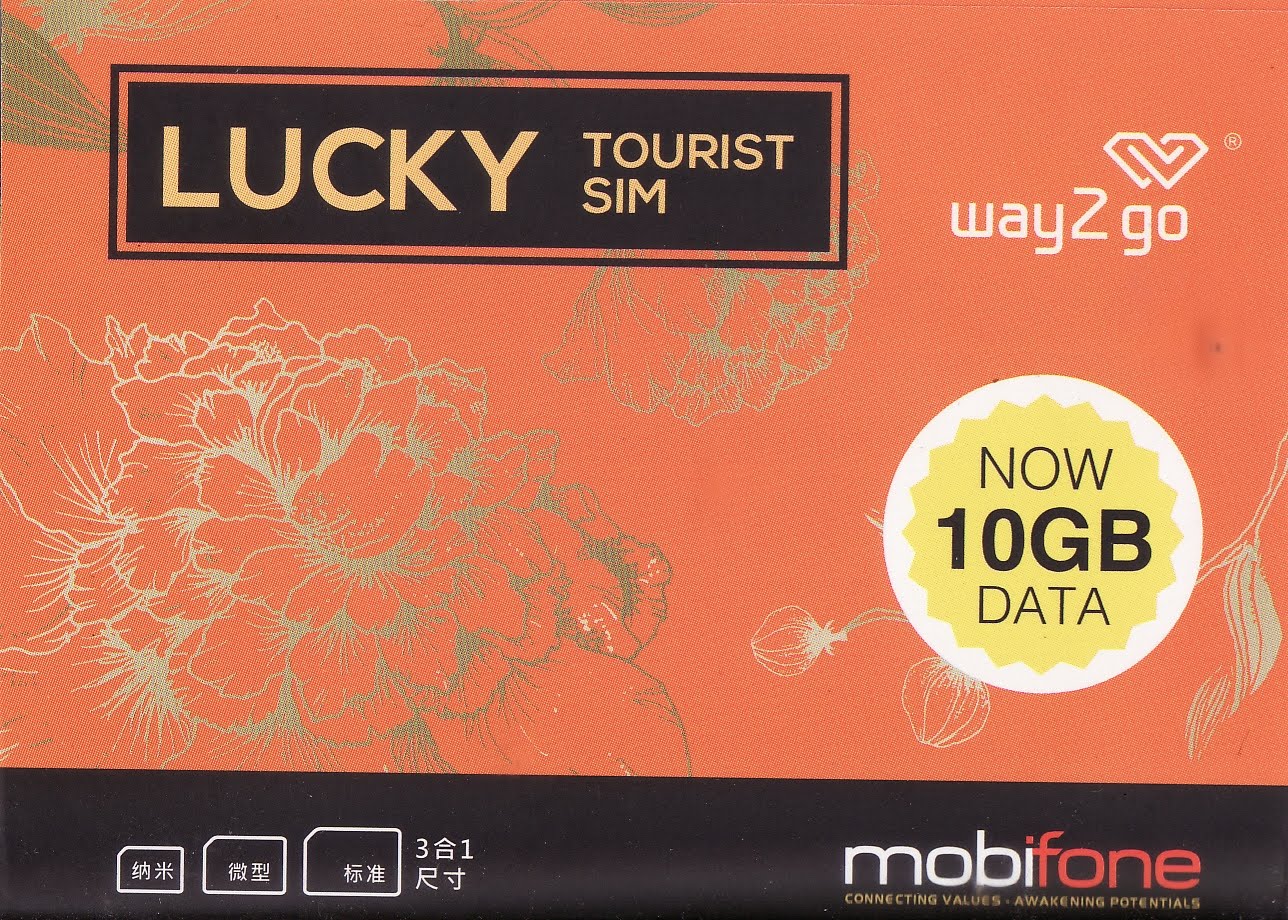 LUCKY TOURIST
SIM
®
way2go
NOW
10GB
DATA
纳米 微型 标准 3合1
尺寸
mobifone
CONNECTING VALUES - AWAKENING POTENTIALS